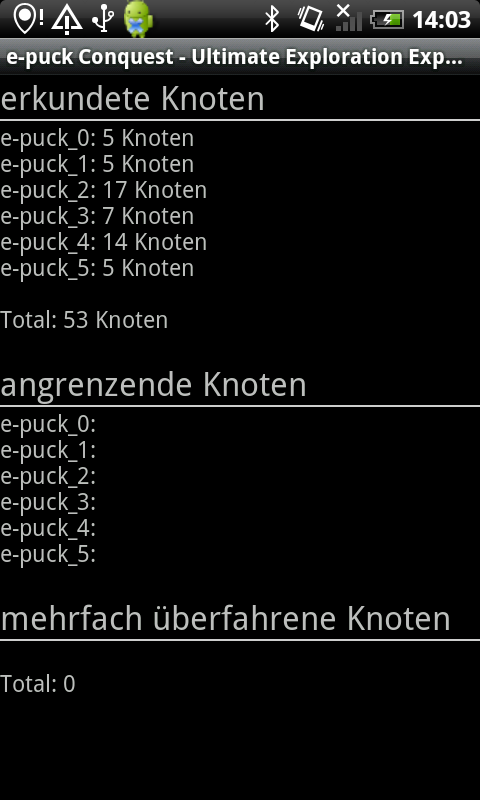 14:03
e-puck Conquest - Ultimate Exploration Exp...
erkundete Knoten
e-puck_0: 5 Knoten
e-puck_1: 5 Knoten
e-puck_2: 17 Knoten
e-puck_3: 7 Knoten
e-puck_4: 14 Knoten
e-puck_5: 5 Knoten
Total: 53 Knoten
angrenzende Knoten
e-puck_0:
e-puck_1:
e-puck_2:
e-puck_3:
e-puck_4:
e-puck_5:
mehrfach überfahrene Knoten
Total: 0